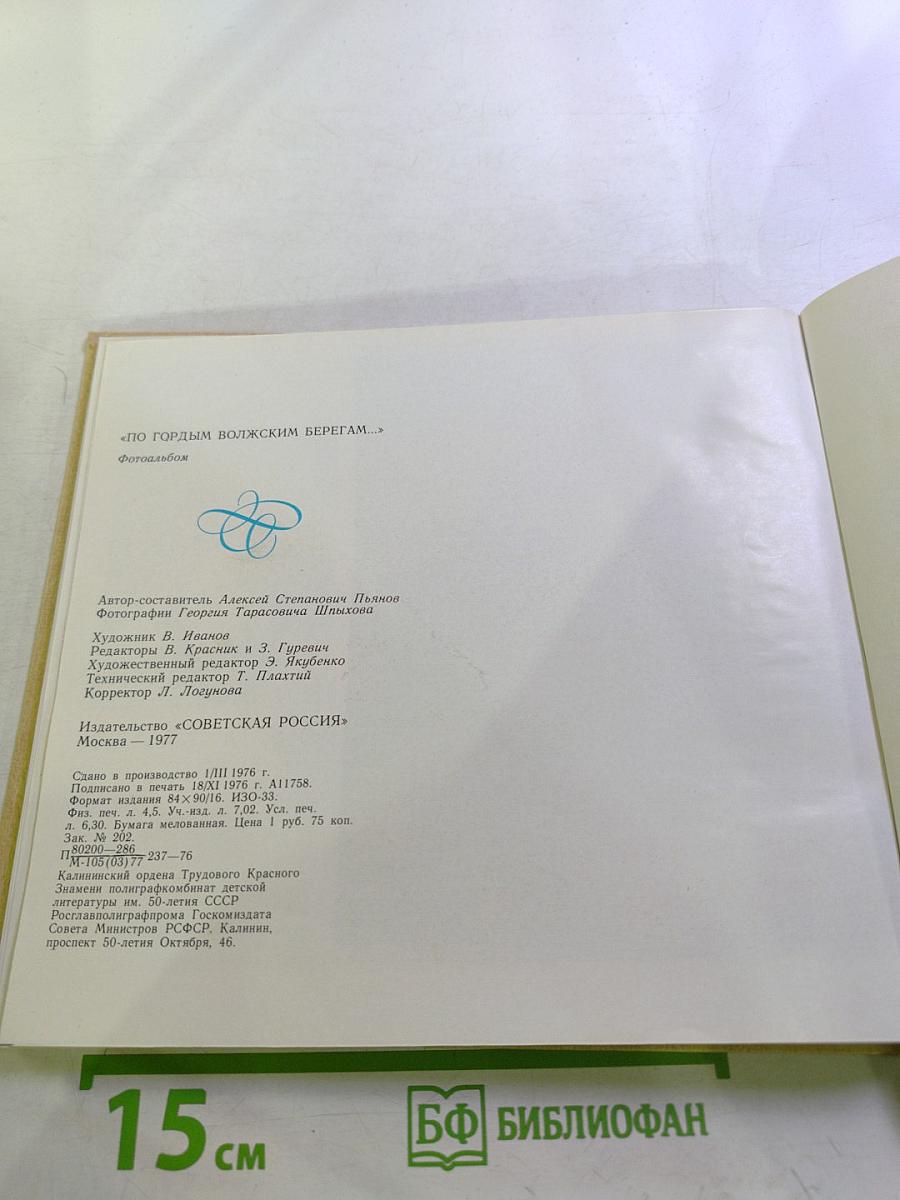 «ПО ГОРДЫМ ВОЛЖСКИМ БЕРЕГАМ...»
Фотоальбом
Автор-составитель Алексей Степанович Пьянов
Фотографии Георгия Тарасовича Шпыхова
Художник В. Иванов
Редакторы В. Красник и З. Гуревич
Художественный редактор Э. Якубенко
Технический редактор Т. Плахтий
Корректор Л. Логунова
Издательство «СОВЕТСКАЯ РОССИЯ»
Москва — 1977
Сдано в производство 1/III 1976 г.
Подписано в печать 18/XI 1976 г. А11758.
Формат издания 84×90/16. ИЗО-33.
Физ. печ. л. 4,5. Уч.-изд. л. 7,02. Усл. печ.
л. 6,30. Бумага мелованная. Цена 1 руб. 75 коп.
Зак. № 202.
80200—286
П 237—76
М-105(03)77
Калининский ордена Трудового Красного
Знамени полиграфкомбинат детской
литературы им. 50-летия СССР
Росглавполиграфпрома Госкомиздата
Совета Министров РСФСР, Калинин,
проспект 50-летия Октября, 46.
15 см
БФ БИБЛИОФАН